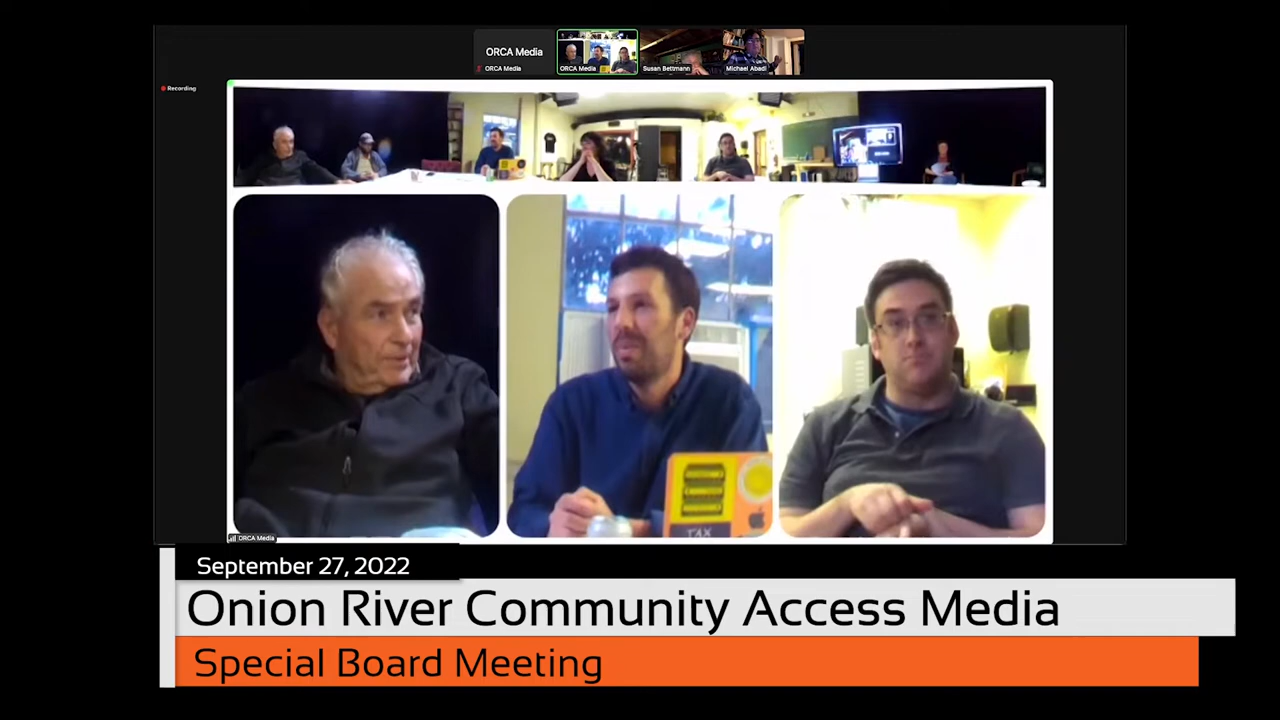 ORCA Media
ORCA Media
ORCA Media
Susan Bettmann
Michael Abadi
Recording
TAX
ORCA Media
September 27, 2022
Onion River Community Access Media
Special Board Meeting